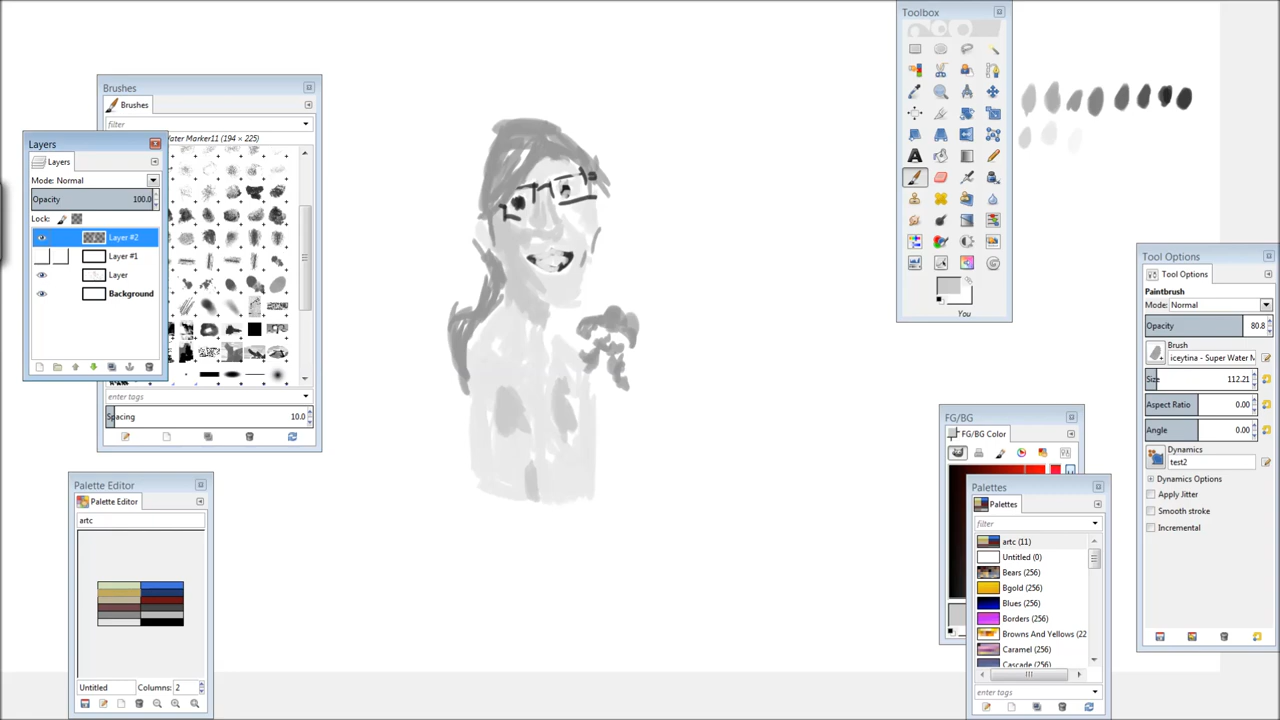 Toolbox
You
Brushes
Brushes
filter
ater Marker11 (194 × 225)
enter tags
Spacing 10.0
Layers
Layers
Mode: Normal
Opacity 100.0
Lock:
Layer #2
Layer #1
Layer
Background
Palette Editor
Palette Editor
artc
Untitled Columns: 2
Tool Options
Tool Options
Paintbrush
Mode: Normal
Opacity 80.8
Brush
iceytina - Super Water M
Size 112.21
Aspect Ratio 0.00
Angle 0.00
Dynamics
test2
Dynamics Options
Apply Jitter
Smooth stroke
Incremental
FG/BG
FG/BG Color
Palettes
Palettes
filter
artc (11)
Untitled (0)
Bears (256)
Bgold (256)
Blues (256)
Borders (256)
Browns And Yellows (22
Caramel (256)
Cascade (256)
enter tags